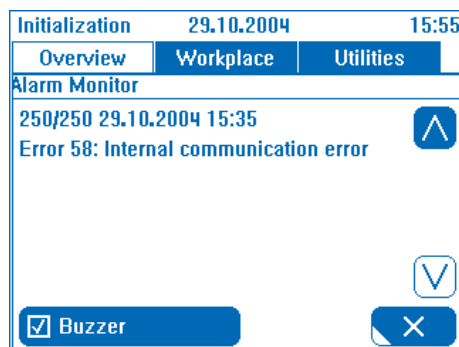 Initialization 29.10.2004 15:55
Overview Workplace Utilities
Alarm Monitor
250/250 29.10.2004 15:35
Error 58: Internal communication error
Buzzer